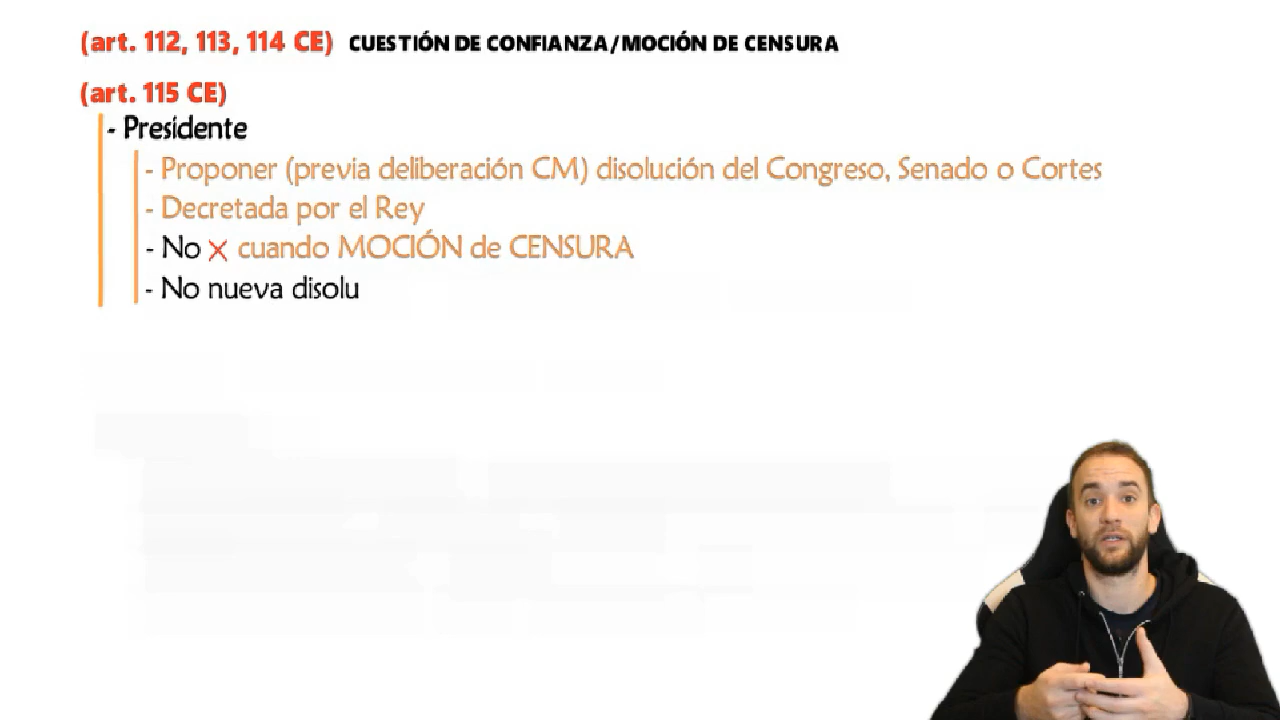 (art. 112, 113, 114 CE) CUESTIÓN DE CONFIANZA/MOCIÓN DE CENSURA
(art. 115 CE)
- Presidente
- Proponer (previa deliberación CM) disolución del Congreso, Senado o Cortes
- Decretada por el Rey
- No X cuando MOCIÓN de CENSURA
- No nueva disolu